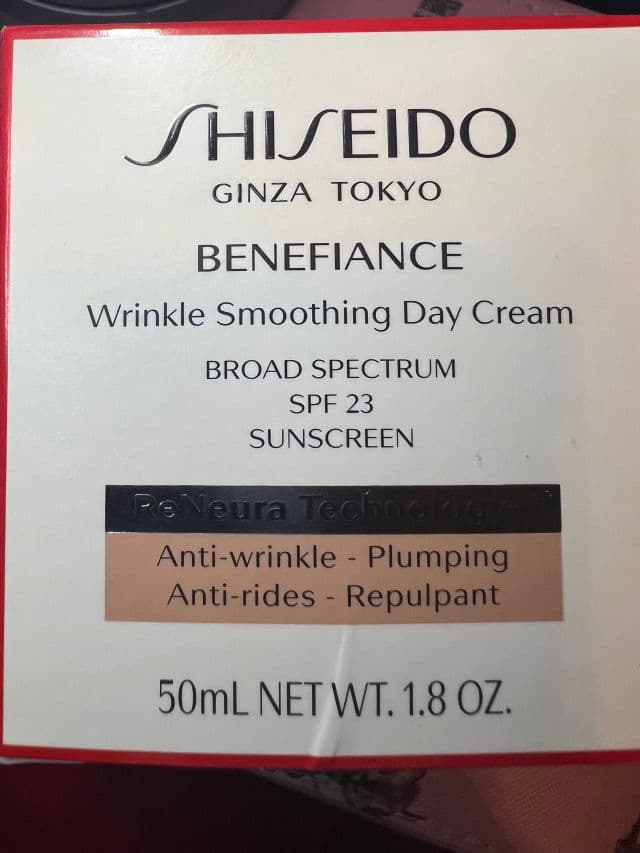 SHISEIDO
GINZA TOKYO
BENEFIANCE
Wrinkle Smoothing Day Cream
BROAD SPECTRUM
SPF 23
SUNSCREEN
ReNeura Technology
Anti-wrinkle - Plumping
Anti-rides - Repulpant
50mL NET WT. 1.8 OZ.